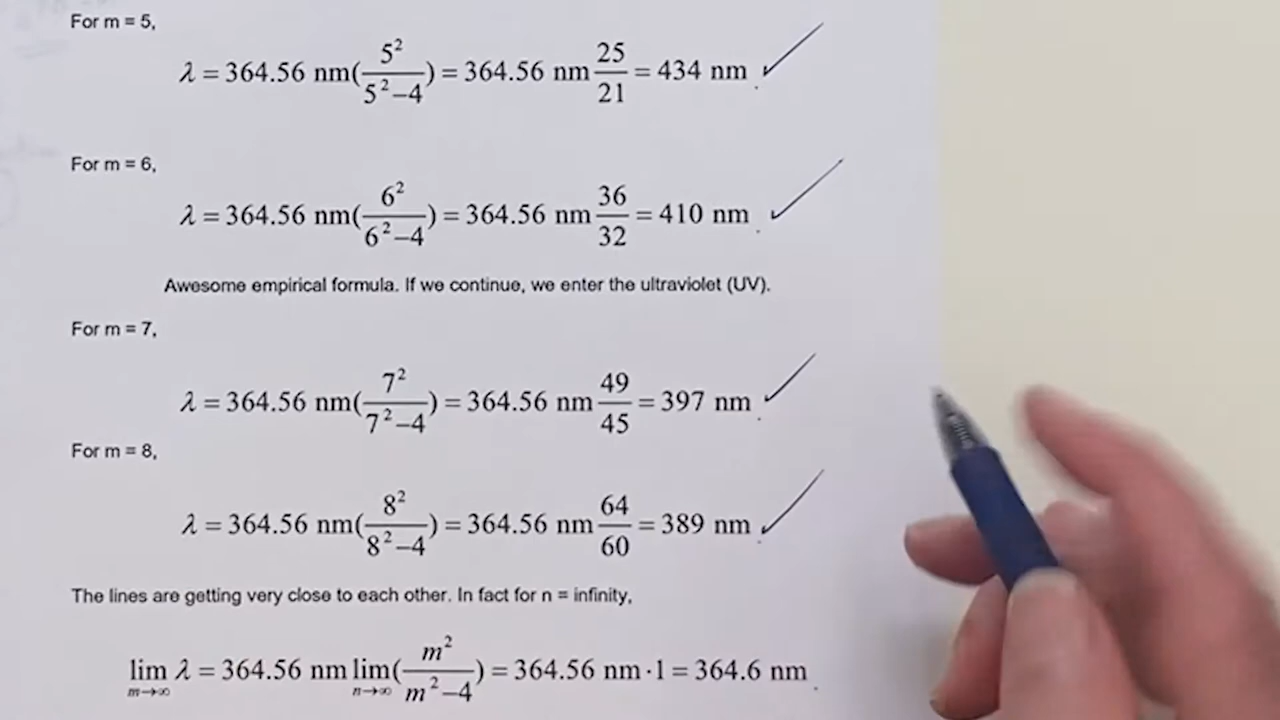 For m = 5,
λ = 364.56 nm(5²/5²−4) = 364.56 nm 25/21 = 434 nm
For m = 6,
λ = 364.56 nm(6²/6²−4) = 364.56 nm 36/32 = 410 nm
Awesome empirical formula. If we continue, we enter the ultraviolet (UV).
For m = 7,
λ = 364.56 nm(7²/7²−4) = 364.56 nm 49/45 = 397 nm
For m = 8,
λ = 364.56 nm(8²/8²−4) = 364.56 nm 64/60 = 389 nm
The lines are getting very close to each other. In fact for n = infinity,
lim m→∞ λ = 364.56 nm lim n→∞ (m²/m²−4) = 364.56 nm·1 = 364.6 nm